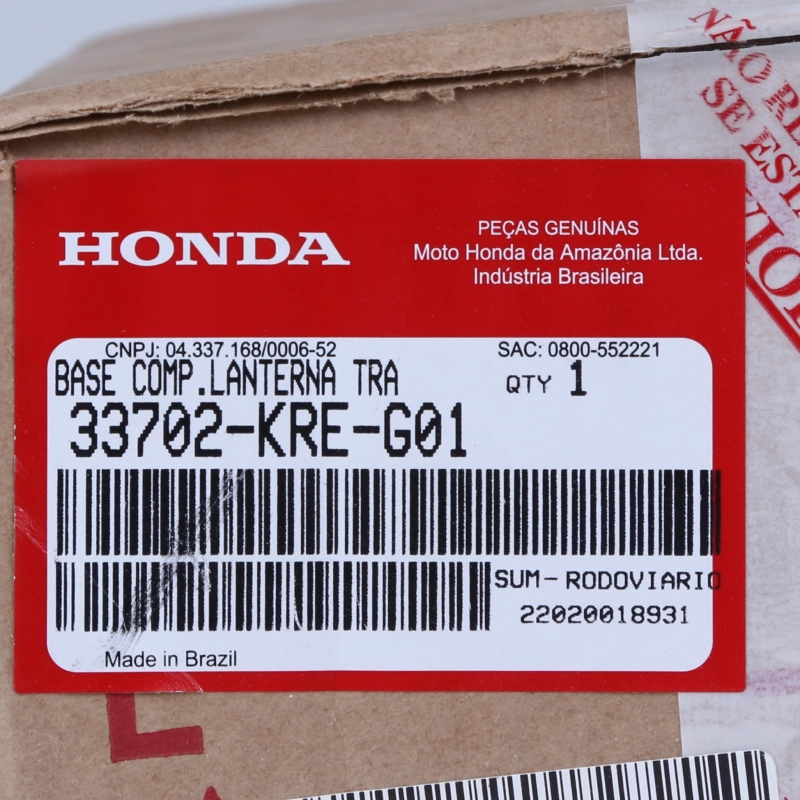 NÃO
SE
HONDA
PEÇAS GENUÍNAS
Moto Honda da Amazônia Ltda.
Indústria Brasileira
CNPJ: 04.337.168/0006-52
SAC: 0800-552221
BASE COMP.LANTERNA TRA
QTY 1
33702-KRE-G01
SUM-RODOVIARIO
22020018931
Made in Brazil